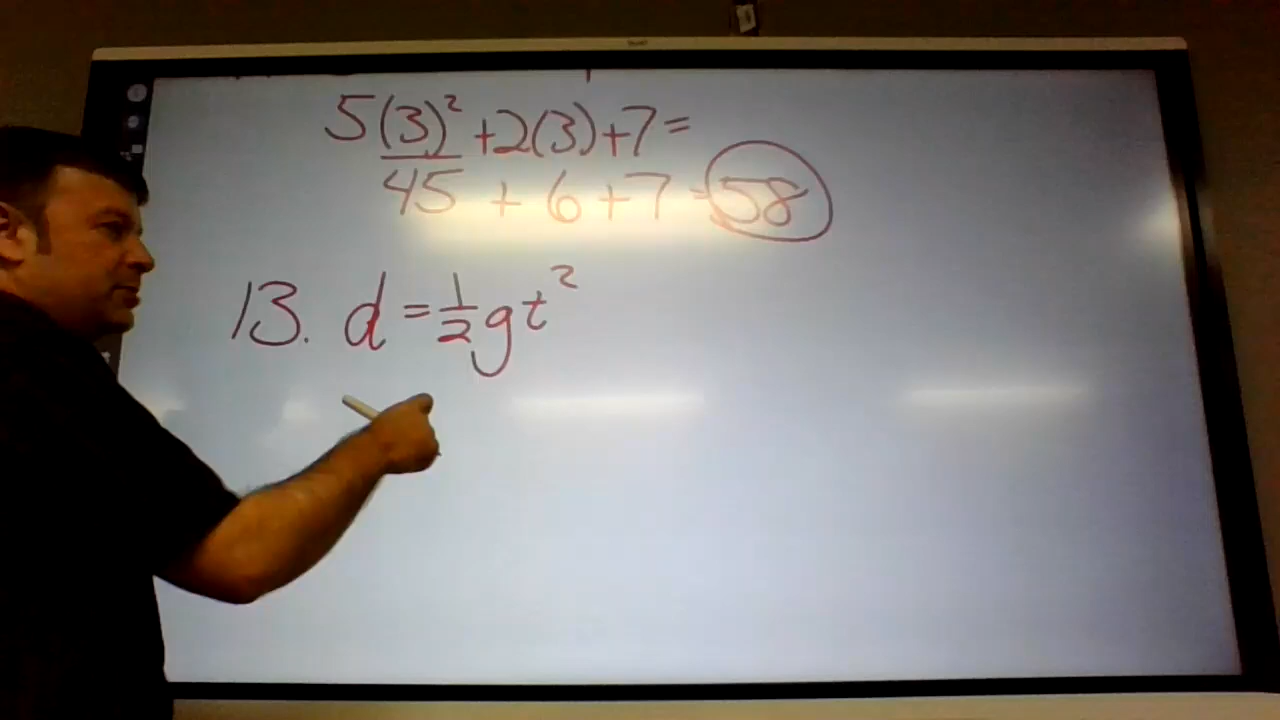 5(3)²+2(3)+7=
45 + 6 + 7 = 58
13. d = ½gt²